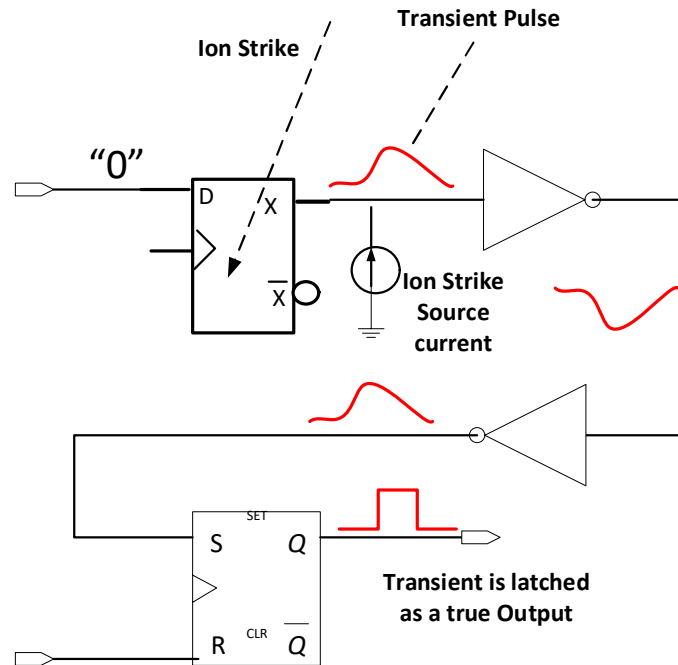 Transient Pulse
Ion Strike
“0”
D
X
X
Ion Strike
Source
current
SET
S
Q
Transient is latched
as a true Output
R
CLR
Q